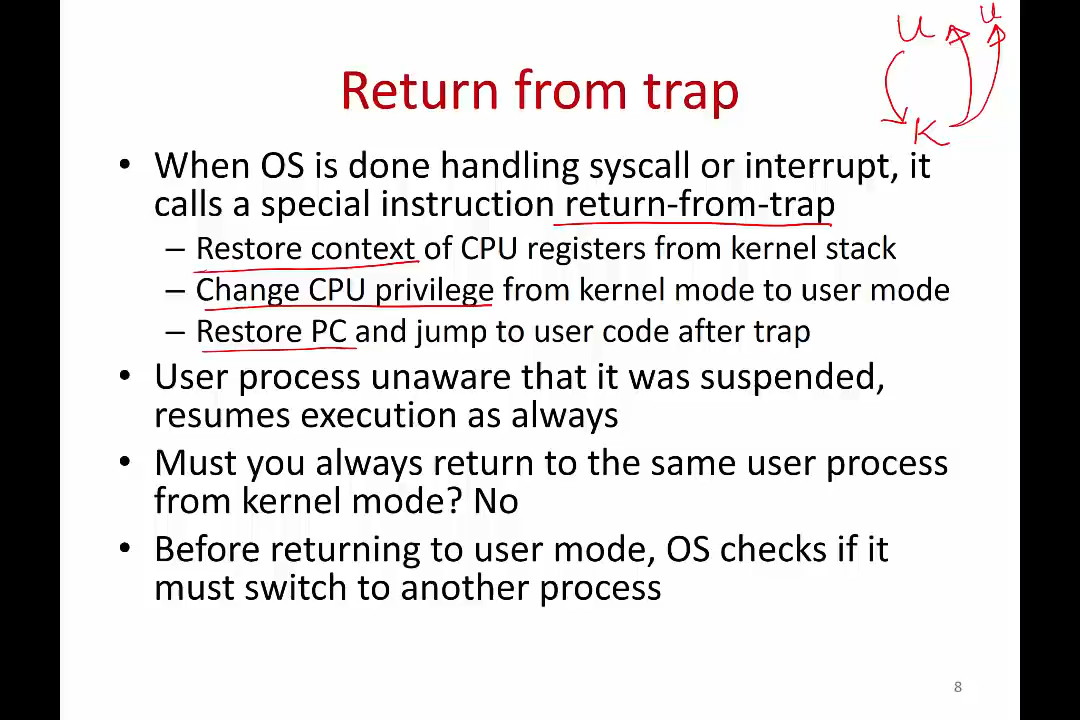 U U
K
Return from trap
• When OS is done handling syscall or interrupt, it
calls a special instruction return-from-trap
– Restore context of CPU registers from kernel stack
– Change CPU privilege from kernel mode to user mode
– Restore PC and jump to user code after trap
• User process unaware that it was suspended,
resumes execution as always
• Must you always return to the same user process
from kernel mode? No
• Before returning to user mode, OS checks if it
must switch to another process
8